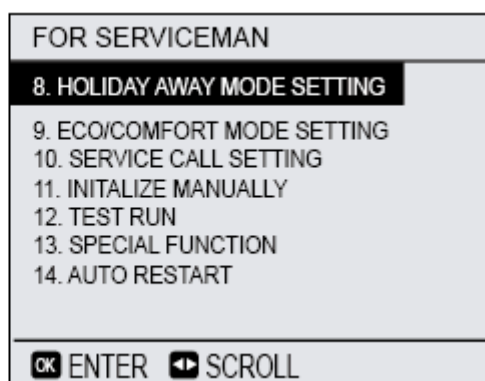 FOR SERVICEMAN
8. HOLIDAY AWAY MODE SETTING
9. ECO/COMFORT MODE SETTING
10. SERVICE CALL SETTING
11. INITALIZE MANUALLY
12. TEST RUN
13. SPECIAL FUNCTION
14. AUTO RESTART
OK ENTER SCROLL